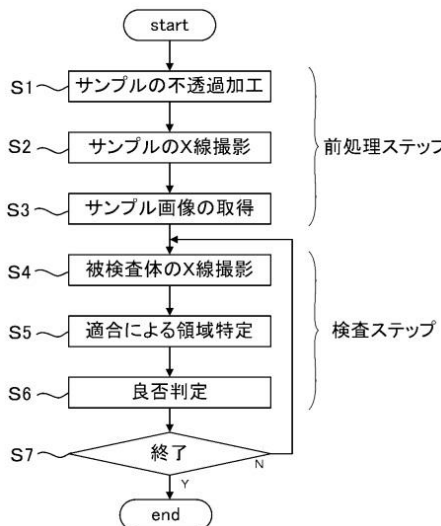 start
S1 サンプルの不透過加工
S2 サンプルのX線撮影
前処理ステップ
S3 サンプル画像の取得
S4 被検査体のX線撮影
S5 適合による領域特定
検査ステップ
S6 良否判定
S7 終了
N
Y
end